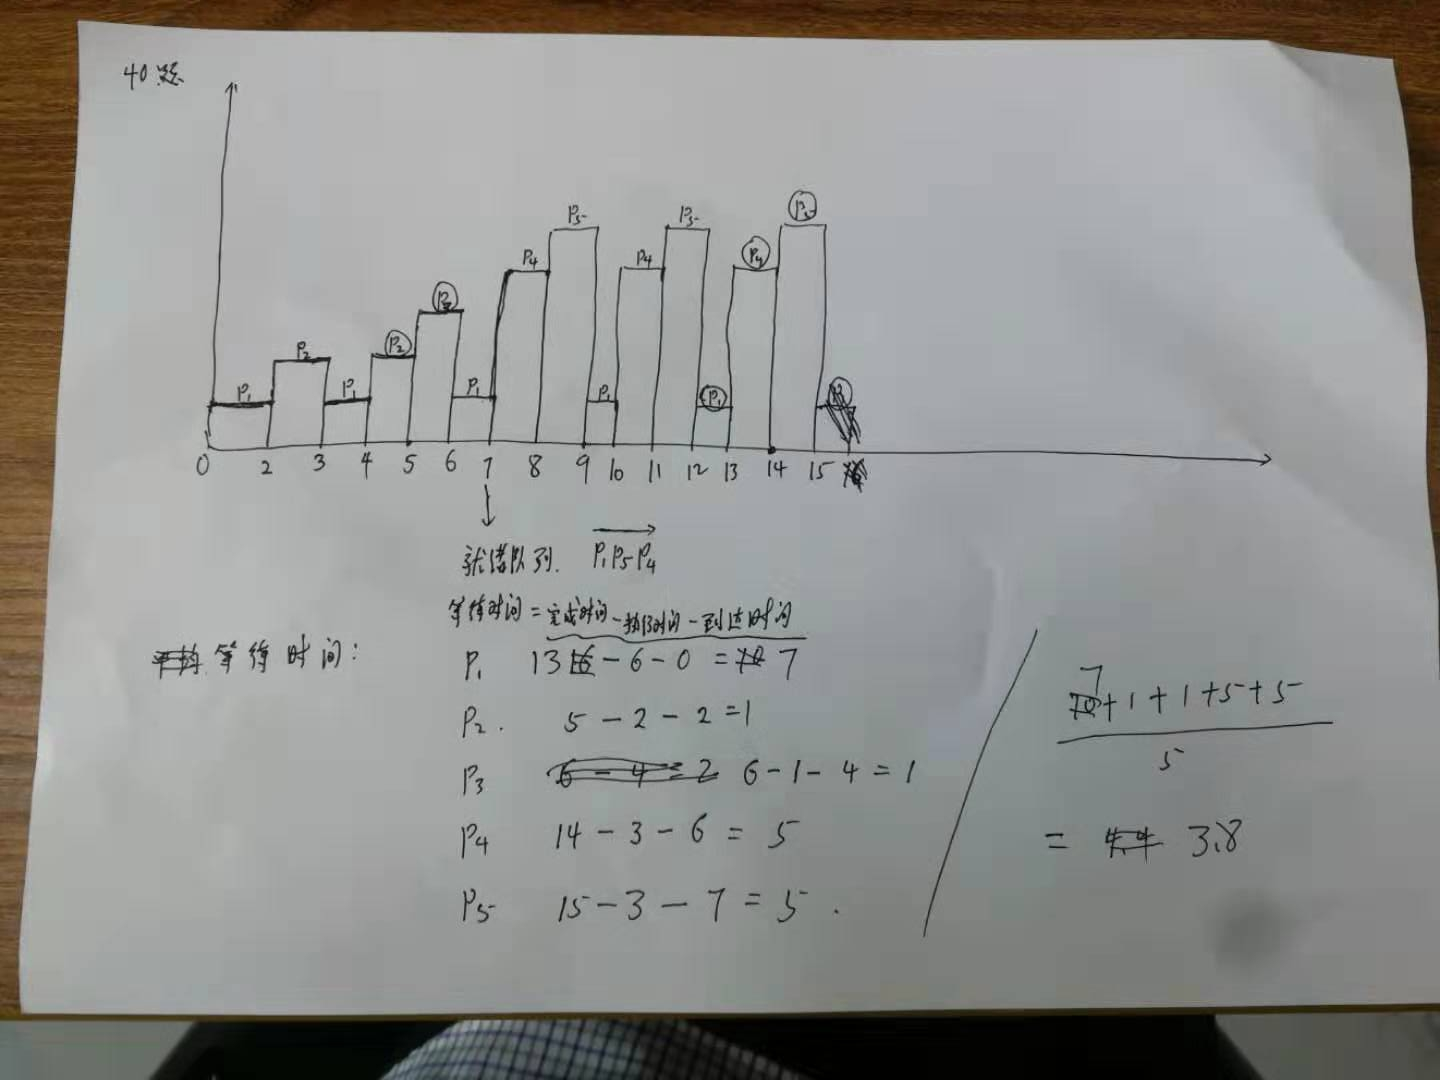 40题
P₁ P₂ P₁ P₂ P₃ P₁ P₄ P₅ P₁ P₄ P₅ P₁ P₄ P₅
0 2 3 4 5 6 7 8 9 10 11 12 13 14 15
就绪队列. P₁P₅P₄
等待时间=完成时间-执行时间-到达时间
等待时间:
P₁ 13-6-0=7
P₂. 5-2-2=1
P₃ 6-4=2 6-1-4=1
P₄ 14-3-6=5
P₅ 15-3-7=5.
7+1+1+5+5
5
= 3.8